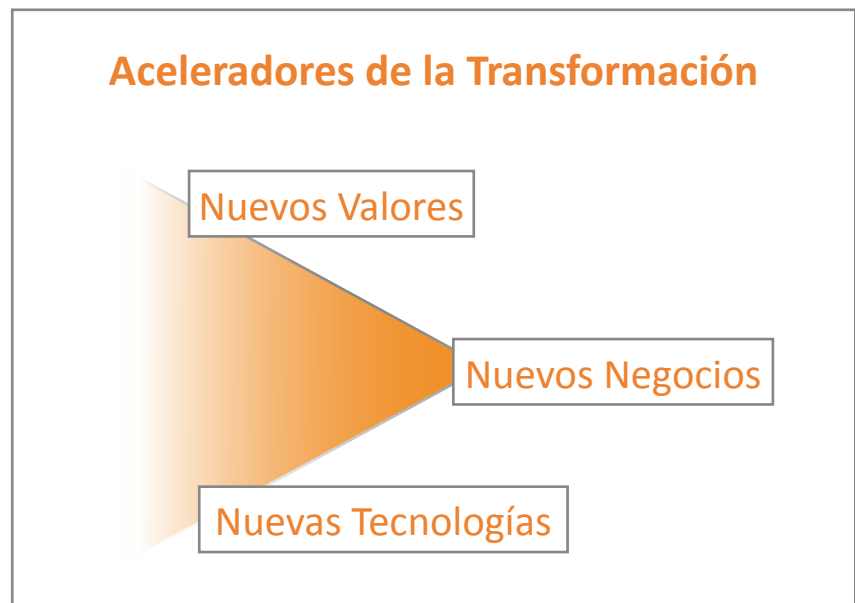 Aceleradores de la Transformación
Nuevos Valores
Nuevos Negocios
Nuevas Tecnologías